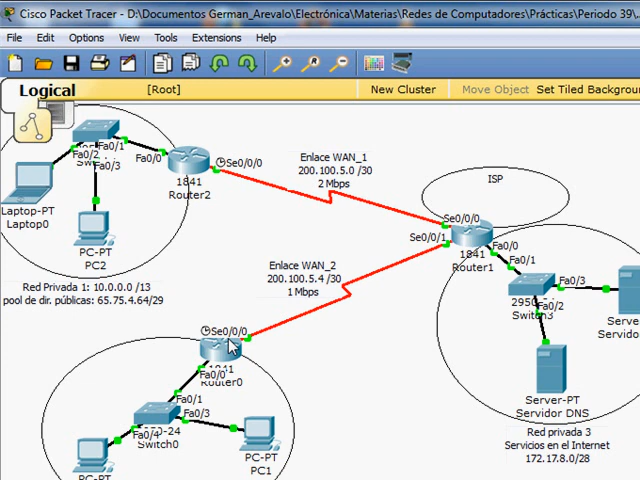 Cisco Packet Tracer - D:\Documentos German_Arevalo\Electrónica\Materias\Redes de Computadores\Prácticas\Periodo 39\
File Edit Options View Tools Extensions Help
Logical [Root] New Cluster Move Object Set Tiled Backgrou
Fa0/1
Fa0/2
Fa0/3
Fa0/0
Se0/0/0
1841
Router2
Laptop-PT
Laptop0
PC-PT
PC2
Red Privada 1: 10.0.0.0 /13
pool de dir. públicas: 65.75.4.64/29
Enlace WAN_1
200.100.5.0 /30
2 Mbps
ISP
Se0/0/0
Se0/0/1
1841
Router1
Fa0/0
Fa0/1
Enlace WAN_2
200.100.5.4 /30
1 Mbps
Fa0/3
Fa0/2
2950
Switch3
Server-
Servido
Server-PT
Servidor DNS
Red privada 3
Servicios en el Internet
172.17.8.0/28
Se0/0/0
1841
Router0
Fa0/0
Fa0/1
Fa0/3
Fa0/4
-24
Switch0
PC-PT
PC1
PC-PT